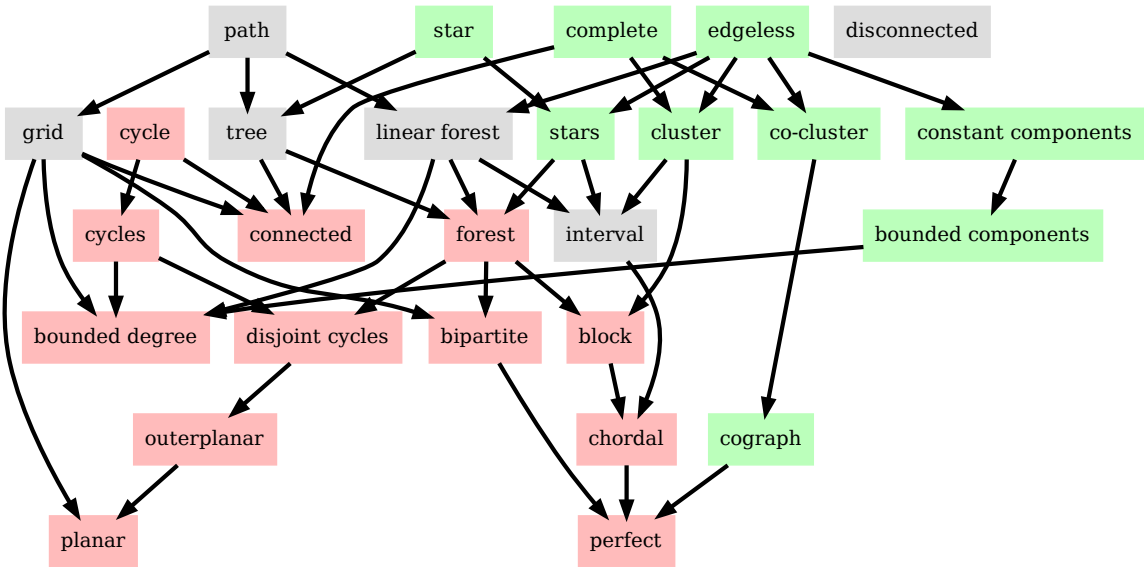 path
star
complete
edgeless
disconnected
grid
cycle
tree
linear forest
stars
cluster
co-cluster
constant components
cycles
connected
forest
interval
bounded components
bounded degree
disjoint cycles
bipartite
block
outerplanar
chordal
cograph
planar
perfect